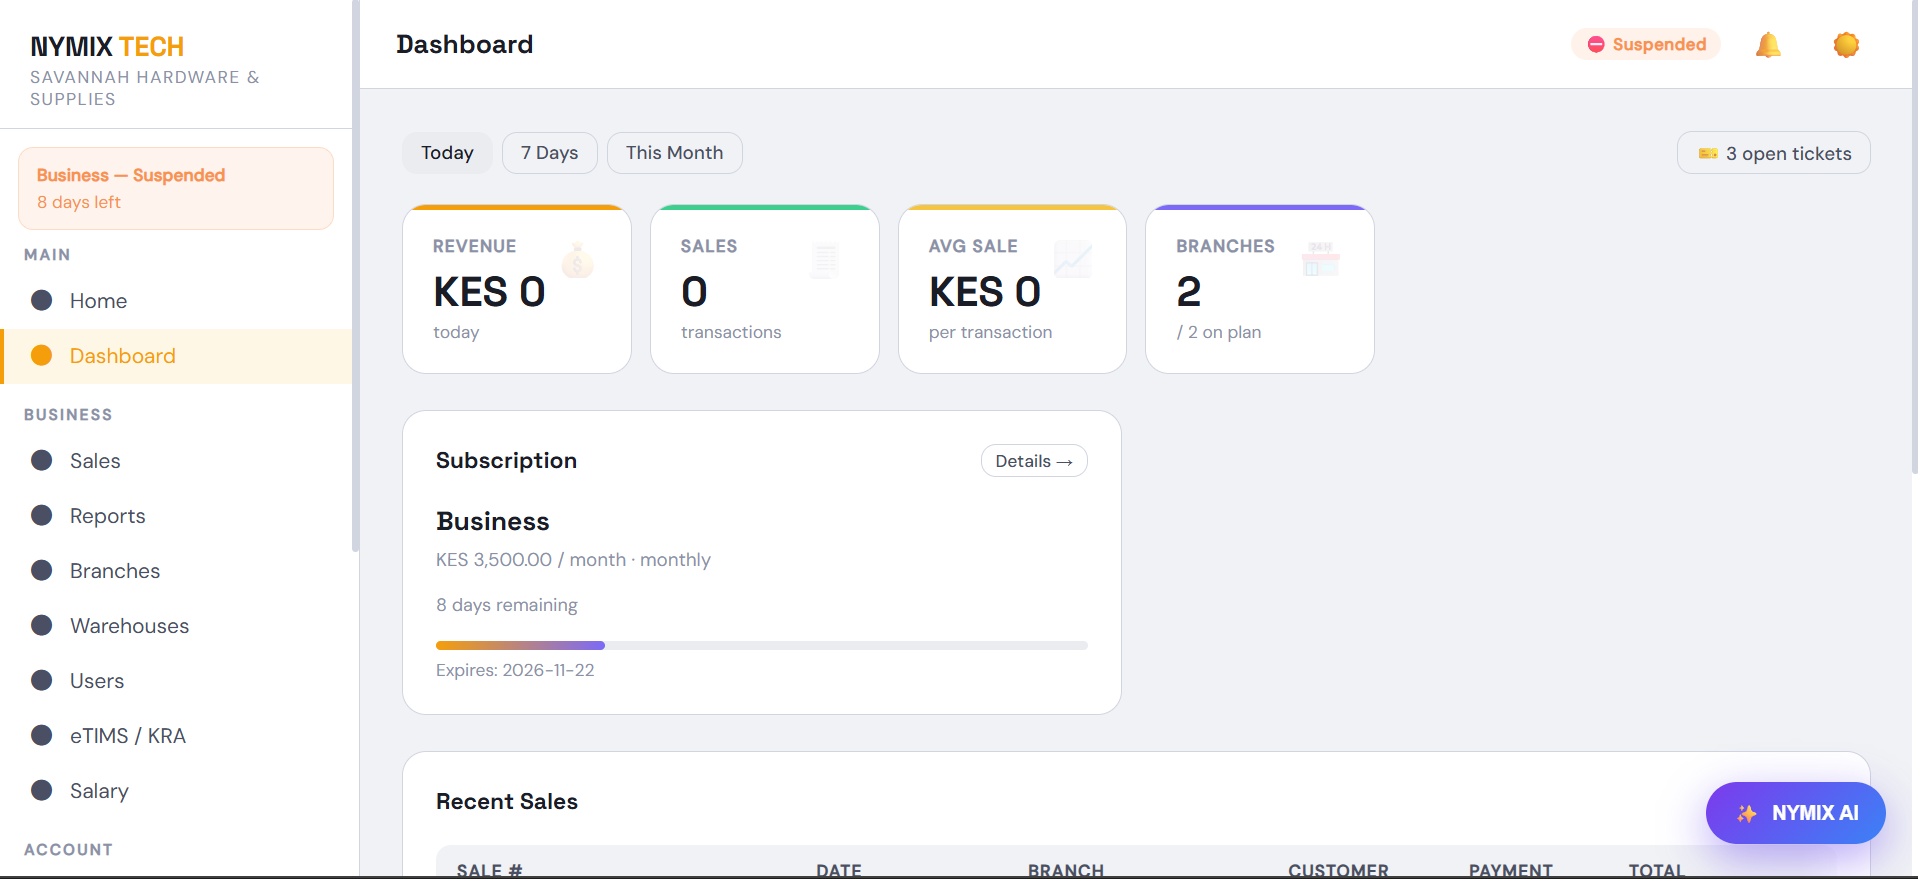 NYMIX TECH
SAVANNAH HARDWARE &
SUPPLIES
Business — Suspended
8 days left
MAIN
Home
Dashboard
BUSINESS
Sales
Reports
Branches
Warehouses
Users
eTIMS / KRA
Salary
ACCOUNT
Dashboard
Suspended
Today
7 Days
This Month
3 open tickets
REVENUE
KES 0
today
SALES
0
transactions
AVG SALE
KES 0
per transaction
BRANCHES
2
/ 2 on plan
Subscription
Details →
Business
KES 3,500.00 / month · monthly
8 days remaining
Expires: 2026-11-22
Recent Sales
NYMIX AI
SALE # DATE BRANCH CUSTOMER PAYMENT TOTAL